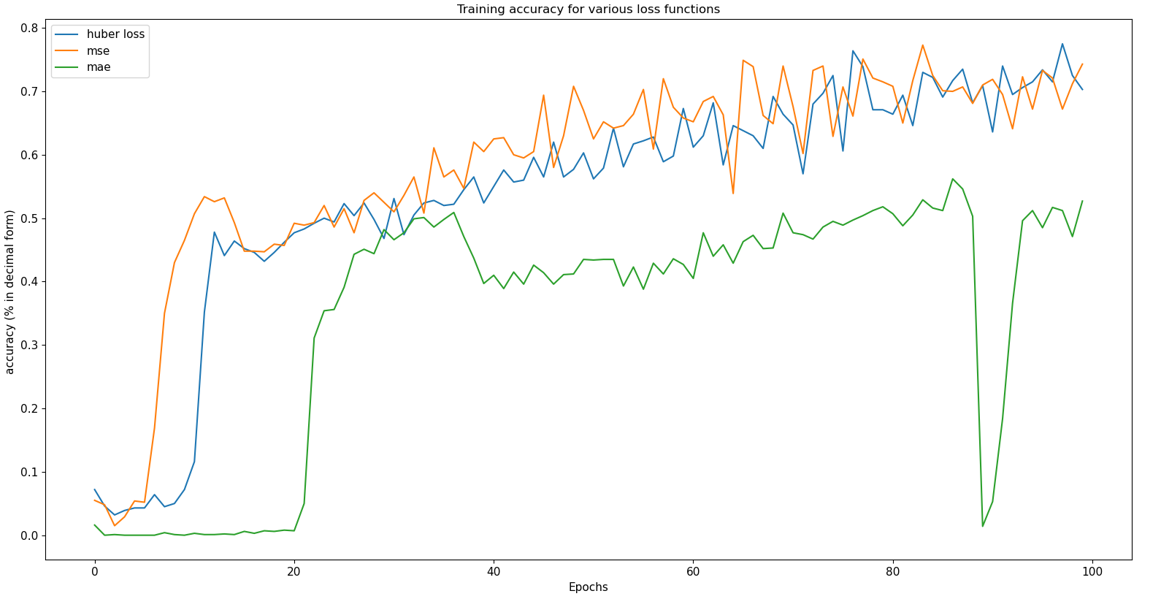 Training accuracy for various loss functions
huber loss
mse
mae
accuracy (% in decimal form)
0.8
0.7
0.6
0.5
0.4
0.3
0.2
0.1
0.0
0 20 40 60 80 100
Epochs